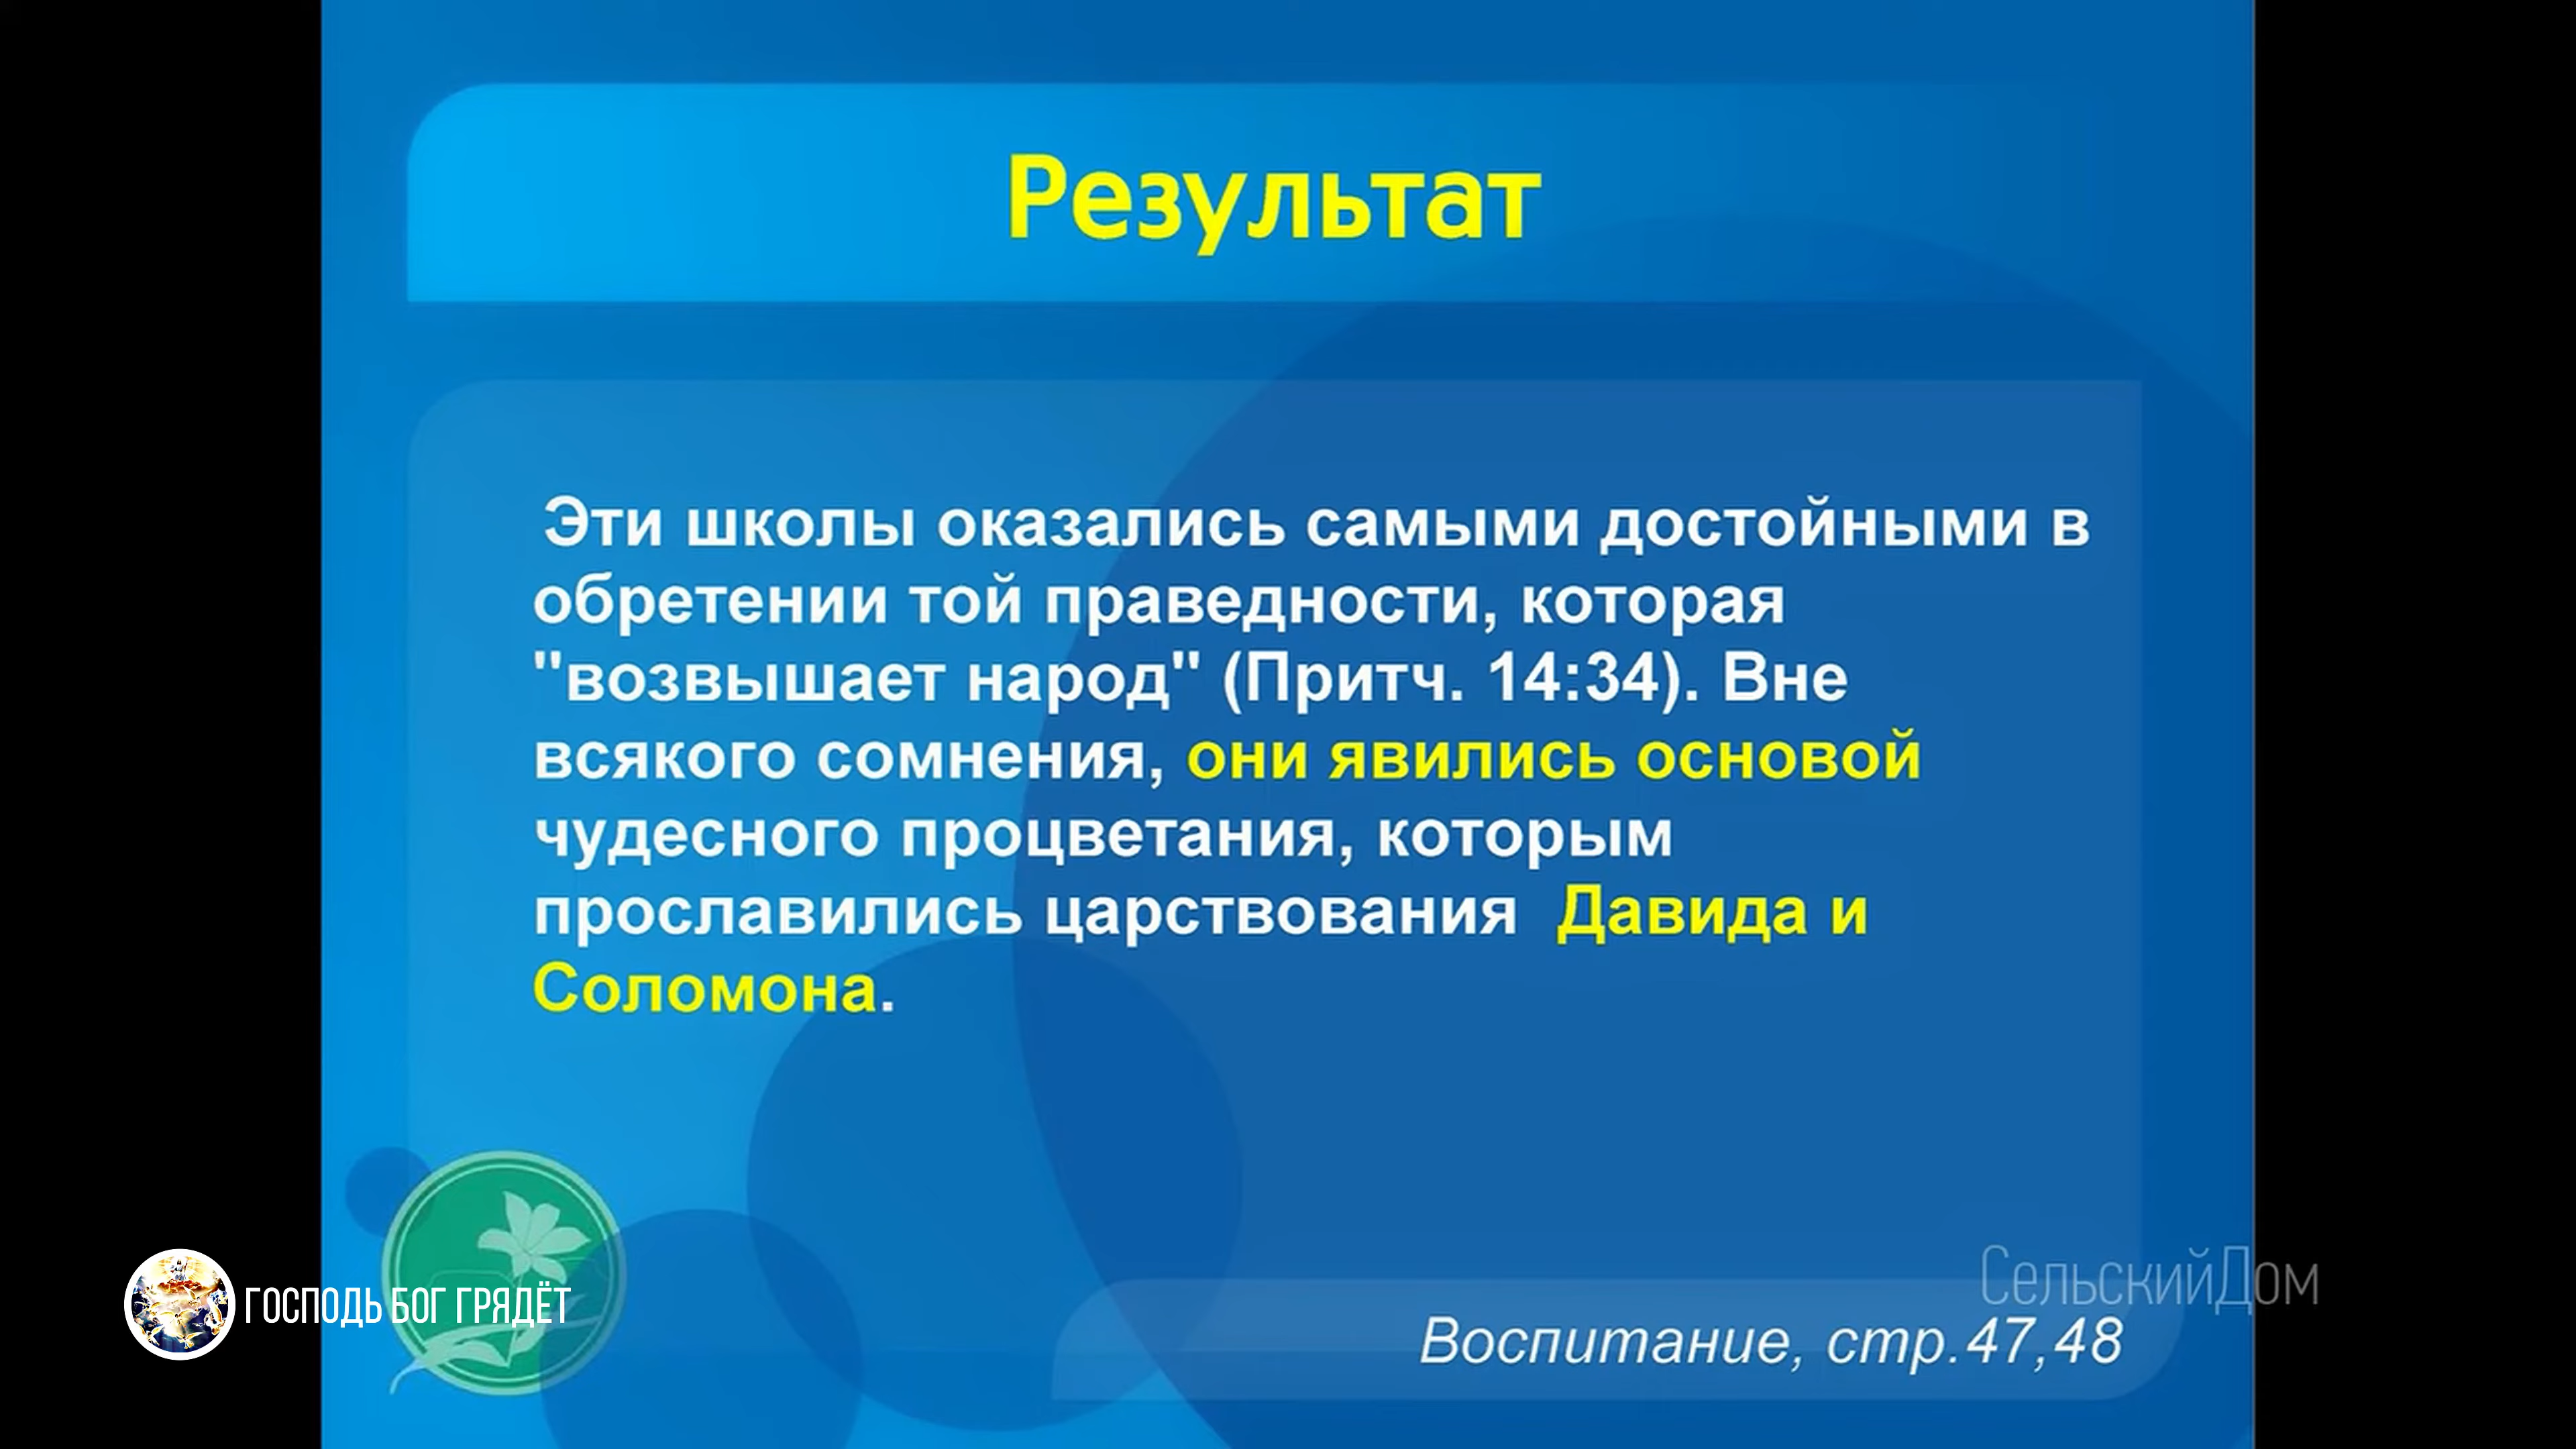 Результат
Эти школы оказались самыми достойными в
обретении той праведности, которая
"возвышает народ" (Притч. 14:34). Вне
всякого сомнения, они явились основой
чудесного процветания, которым
прославились царствования Давида и
Соломона.
СельскийДом
ГОСПОДЬ БОГ ГРЯДЁТ
Воспитание, стр.47,48